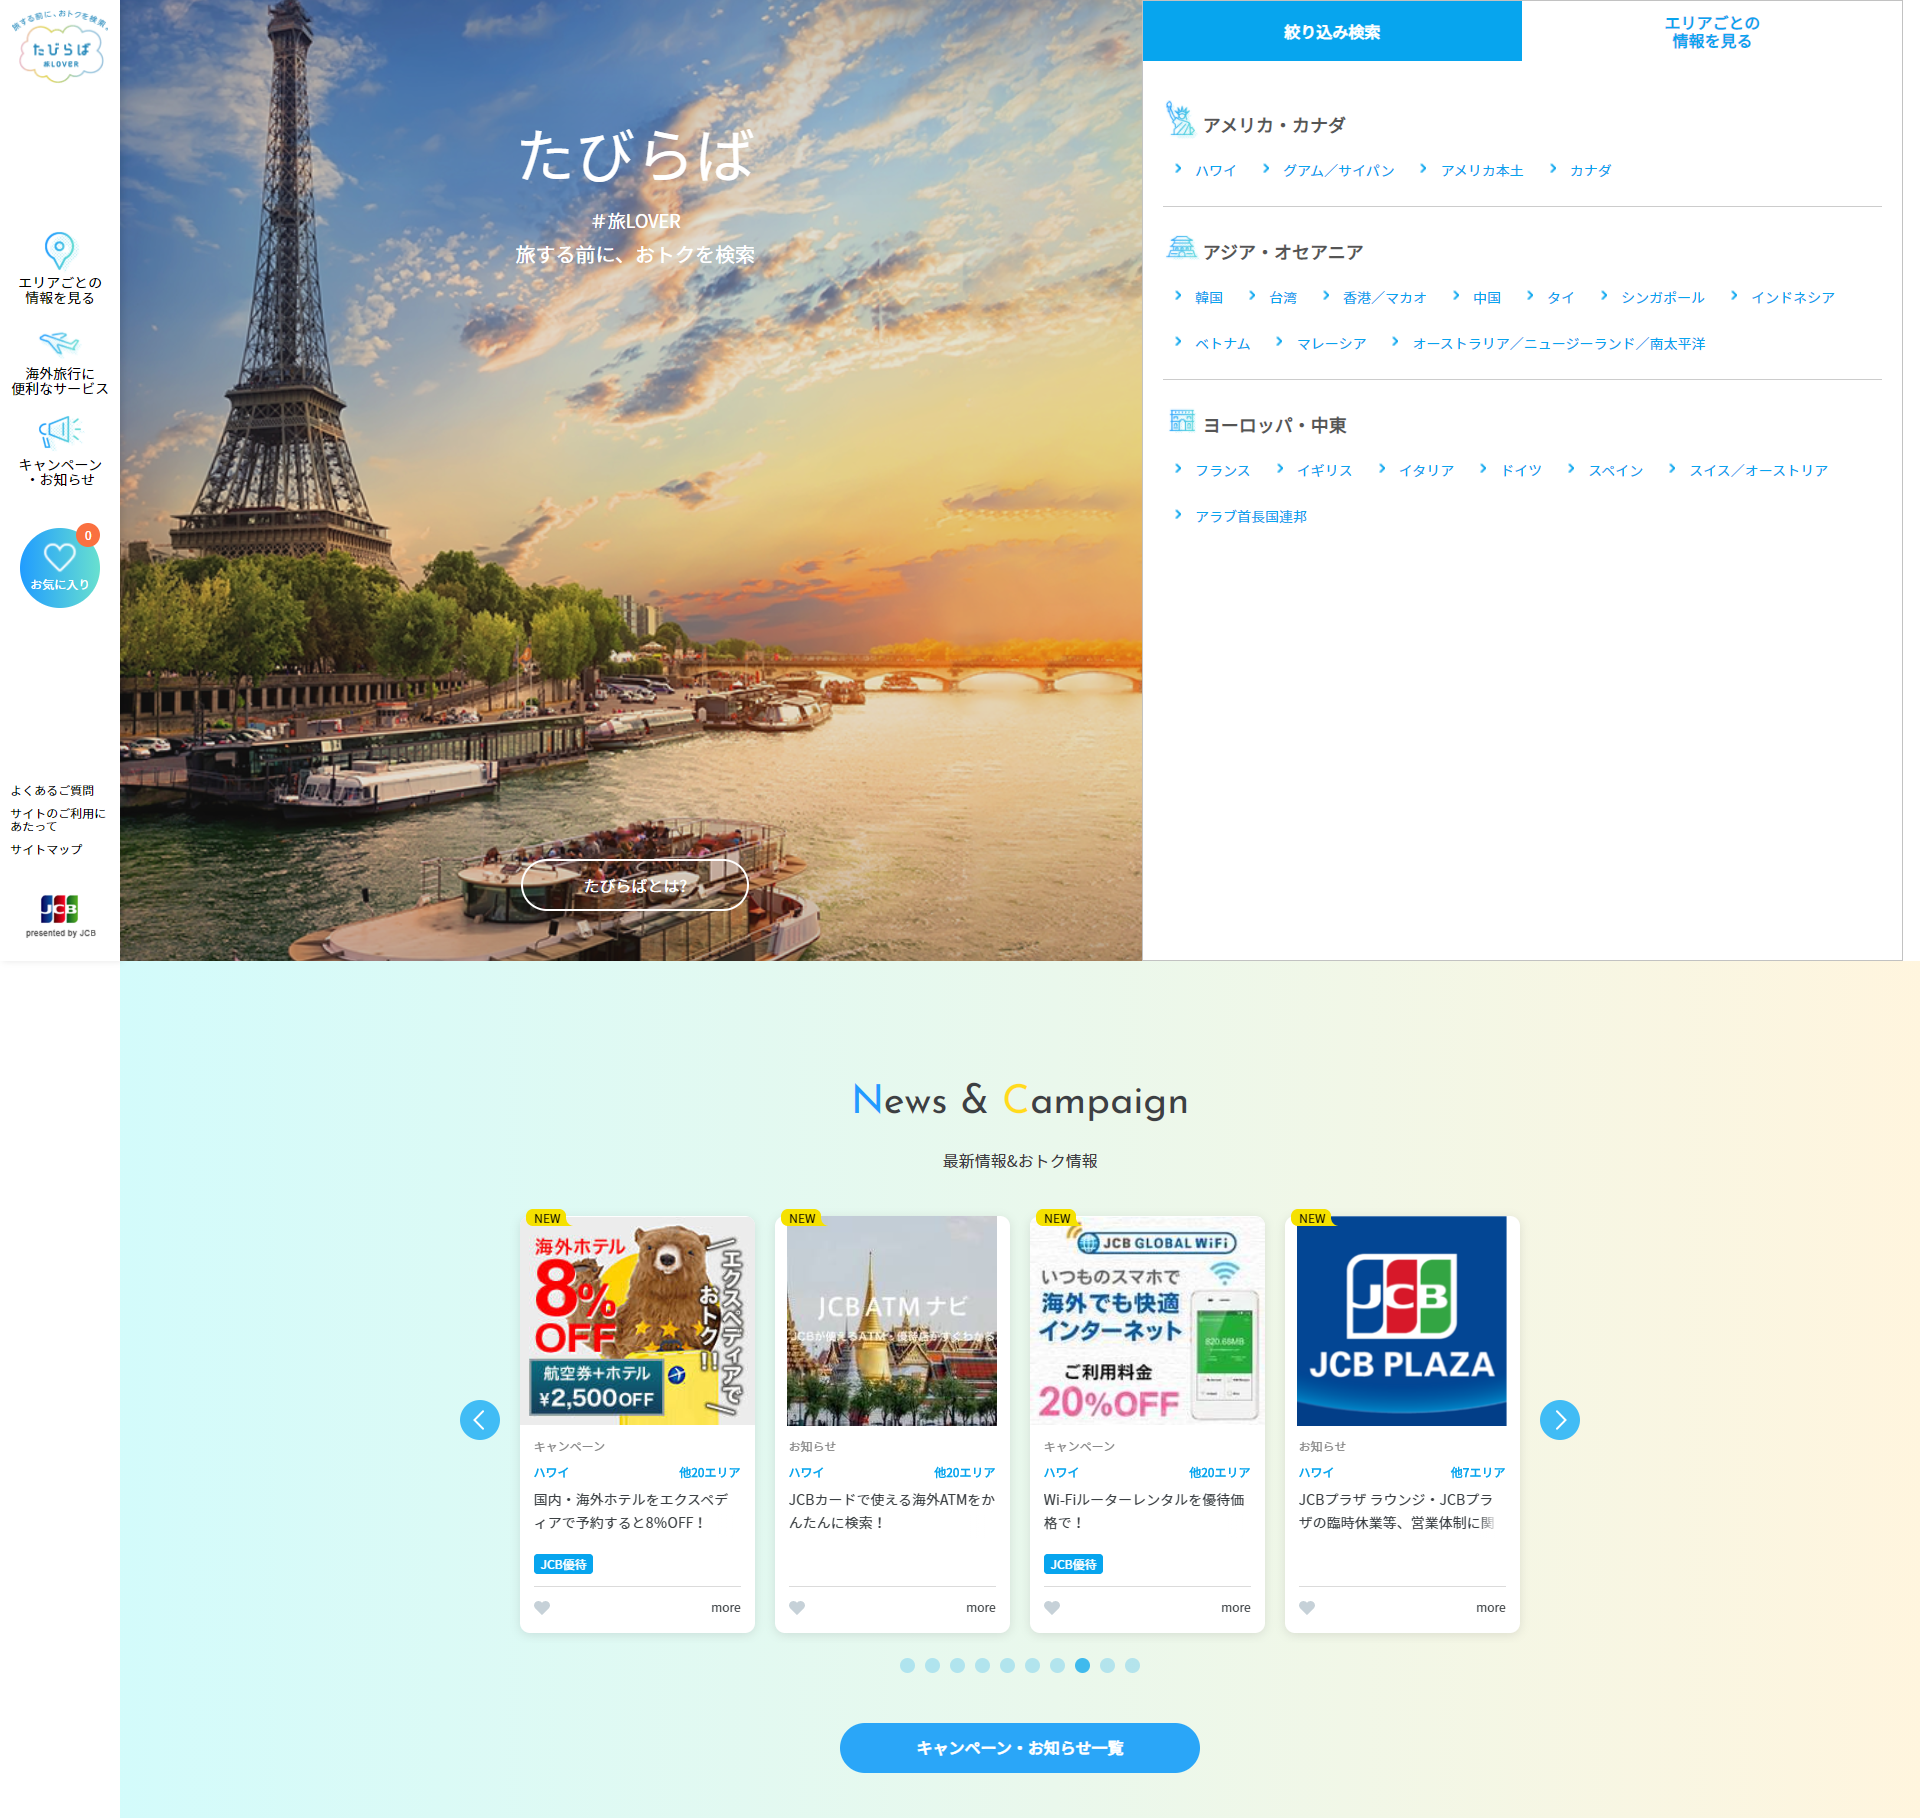 旅する前に、おトクを検索。
たびらば
#LOVER
エリアごとの
情報を見る
海外旅行に
便利なサービス
キャンペーン
・お知らせ
0
お気に入り
よくあるご質問
サイトのご利用に
あたって
サイトマップ
JCB
presented by JCB
たびらば
#旅LOVER
旅する前に、おトクを検索
たびらばとは?
絞り込み検索
エリアごとの
情報を見る
アメリカ・カナダ
ハワイ グアム／サイパン アメリカ本土 カナダ
アジア・オセアニア
韓国 台湾 香港／マカオ 中国 タイ シンガポール インドネシア
ベトナム マレーシア オーストラリア／ニュージーランド／南太平洋
ヨーロッパ・中東
フランス イギリス イタリア ドイツ スペイン スイス／オーストリア
アラブ首長国連邦
News & Campaign
最新情報&おトク情報
NEW
海外ホテル
8%
OFF
エクスペディアで
おトク!!
航空券+ホテル
¥2,500OFF
キャンペーン
ハワイ 他20エリア
国内・海外ホテルをエクスペデ
ィアで予約すると8%OFF！
JCB優待
more
NEW
JCB ATM ナビ
JCBが使えるATM・優待店がすぐわかる
お知らせ
ハワイ 他20エリア
JCBカードで使える海外ATMをか
んたんに検索！
more
NEW
JCB GLOBAL WiFi
いつものスマホで
海外でも快適
インターネット
820.68MB
ご利用料金
20%OFF
キャンペーン
ハワイ 他20エリア
Wi-Fiルーターレンタルを優待価
格で！
JCB優待
more
NEW
JCB
JCB PLAZA
お知らせ
ハワイ 他7エリア
JCBプラザ ラウンジ・JCBプラ
ザの臨時休業等、営業体制に関
more
キャンペーン・お知らせ一覧